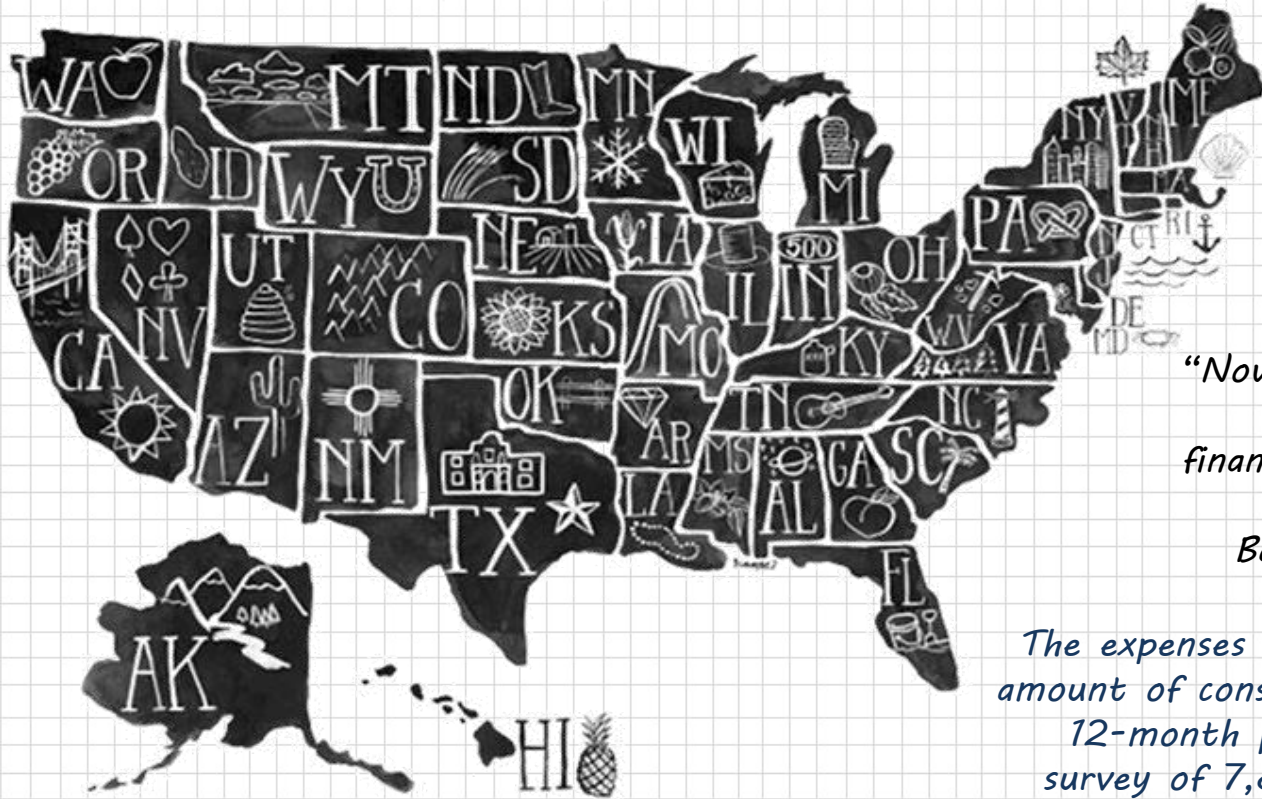 WA MT ND MN ME
OR ID WY SD WI MI NY
NE IA PA CT RI
UT CO IL IN 500 OH
NV KS MO WV VA DE
CA KY MD
AZ NM OK AR TN NC
TX MS AL GA SC
LA
FL
AK
HI
“Nov
finan
Be
The expenses
amount of cons
12-month p
survey of 7,